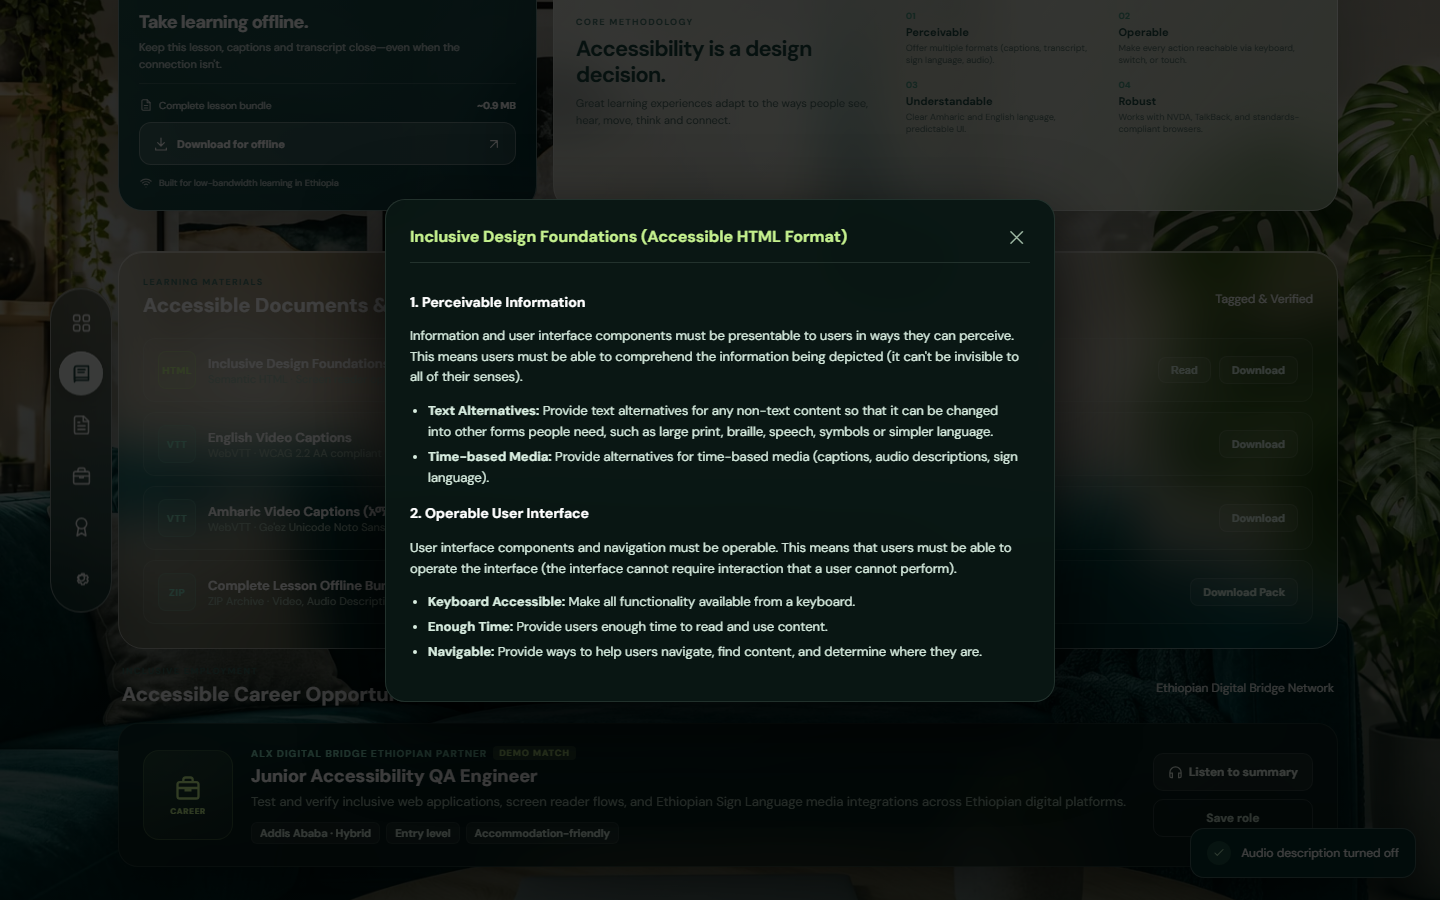 Take learning offline.
Keep this lesson, captions and transcript close—even when the
connection isn't.
Complete lesson bundle
~0.9 MB
Download for offline
Built for low-bandwidth learning in Ethiopia
CORE METHODOLOGY
Accessibility is a design
decision.
Great learning experiences adapt to the ways people see,
hear, move, think and connect.
01
Perceivable
Offer multiple formats (captions, transcript,
sign language, audio).
02
Operable
Make every action reachable via keyboard,
switch, or touch.
03
Understandable
Clear Amharic and English language,
predictable UI.
04
Robust
Works with NVDA, TalkBack, and standards-
compliant browsers.
LEARNING MATERIALS
Accessible Documents &
Tagged & Verified
HTML
Inclusive Design Foundations
Read
Download
VTT
English Video Captions
WebVTT · WCAG 2.2 AA compliant
Download
VTT
Amharic Video Captions
WebVTT · Ge'ez Unicode Noto Sans
Download
ZIP
Complete Lesson Offline
ZIP Archive · Video, Audio
Download Pack
Inclusive Design Foundations (Accessible HTML Format)
1. Perceivable Information
Information and user interface components must be presentable to users in ways they can perceive.
This means users must be able to comprehend the information being depicted (it can't be invisible to
all of their senses).
• Text Alternatives: Provide text alternatives for any non-text content so that it can be changed
into other forms people need, such as large print, braille, speech, symbols or simpler language.
• Time-based Media: Provide alternatives for time-based media (captions, audio descriptions, sign
language).
2. Operable User Interface
User interface components and navigation must be operable. This means that users must be able to
operate the interface (the interface cannot require interaction that a user cannot perform).
• Keyboard Accessible: Make all functionality available from a keyboard.
• Enough Time: Provide users enough time to read and use content.
• Navigable: Provide ways to help users navigate, find content, and determine where they are.
Accessible Career
Ethiopian Digital Bridge Network
CAREER
ALX DIGITAL BRIDGE ETHIOPIAN PARTNER
DEMO MATCH
Junior Accessibility QA Engineer
Test and verify inclusive web applications, screen reader flows, and Ethiopian Sign Language media integrations across Ethiopian digital platforms.
Addis Ababa · Hybrid
Entry level
Accommodation-friendly
Listen to summary
Save role
Audio description turned off